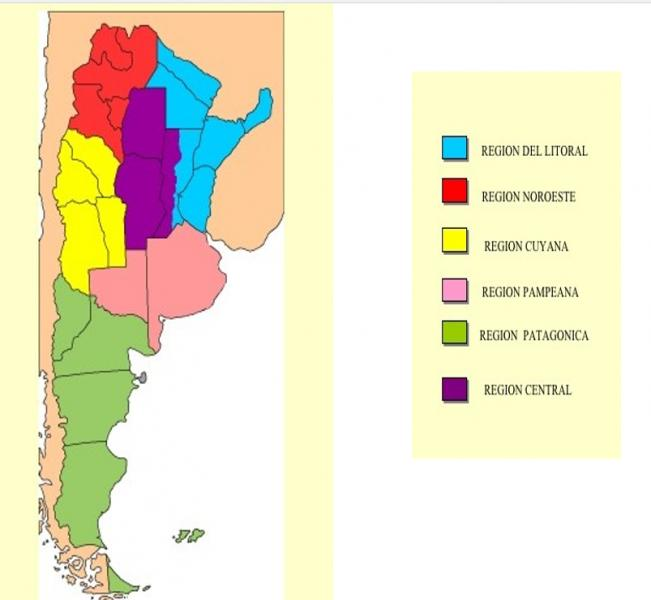 REGION DEL LITORAL
REGION NOROESTE
REGION CUYANA
REGION PAMPEANA
REGION PATAGONICA
REGION CENTRAL